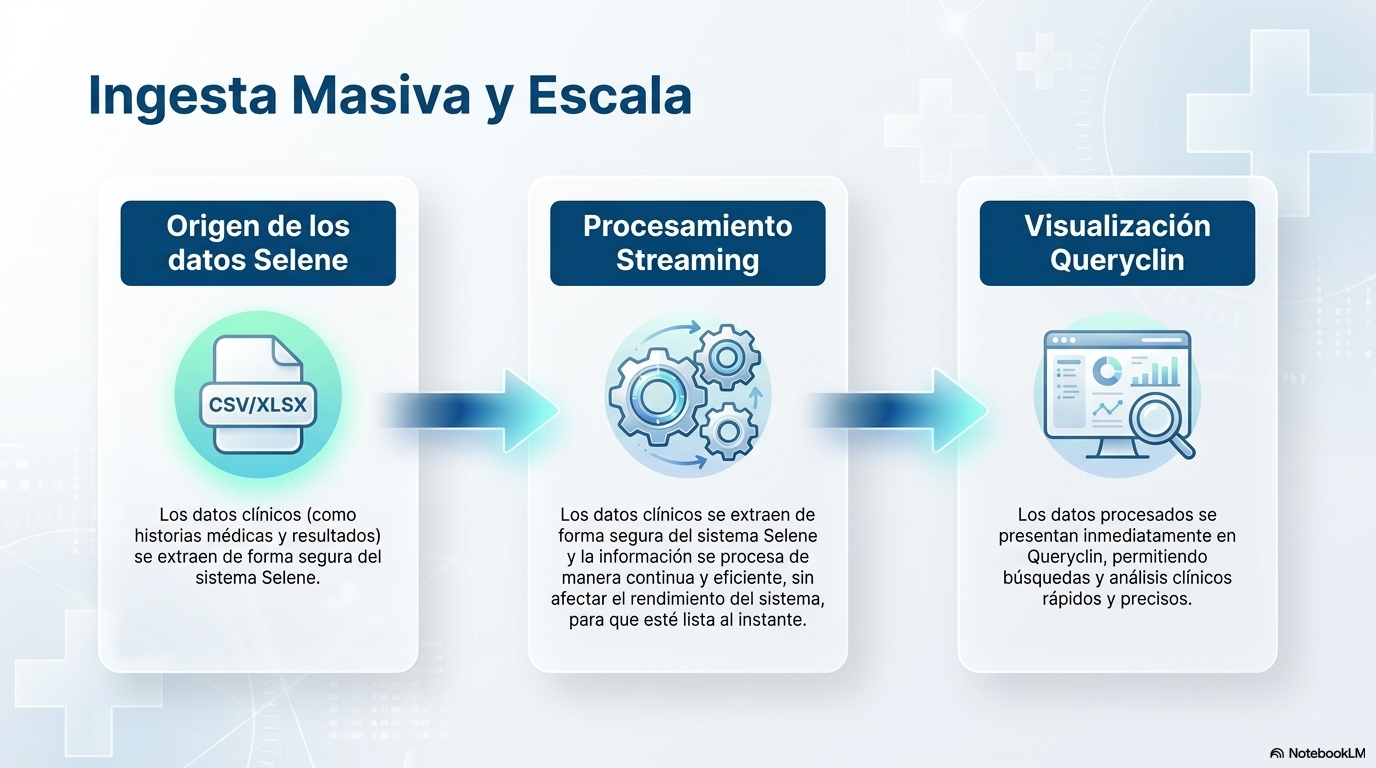 Ingesta Masiva y Escala
Origen de los
datos Selene
CSV/XLSX
Los datos clínicos (como
historias médicas y resultados)
se extraen de forma segura del
sistema Selene.
Procesamiento
Streaming
Los datos clínicos se extraen de
forma segura del sistema Selene
y la información se procesa de
manera continua y eficiente, sin
afectar el rendimiento del sistema,
para que esté lista al instante.
Visualización
Queryclin
Los datos procesados se
presentan inmediatamente en
Queryclin, permitiendo
búsquedas y análisis clínicos
rápidos y precisos.
NotebookLM